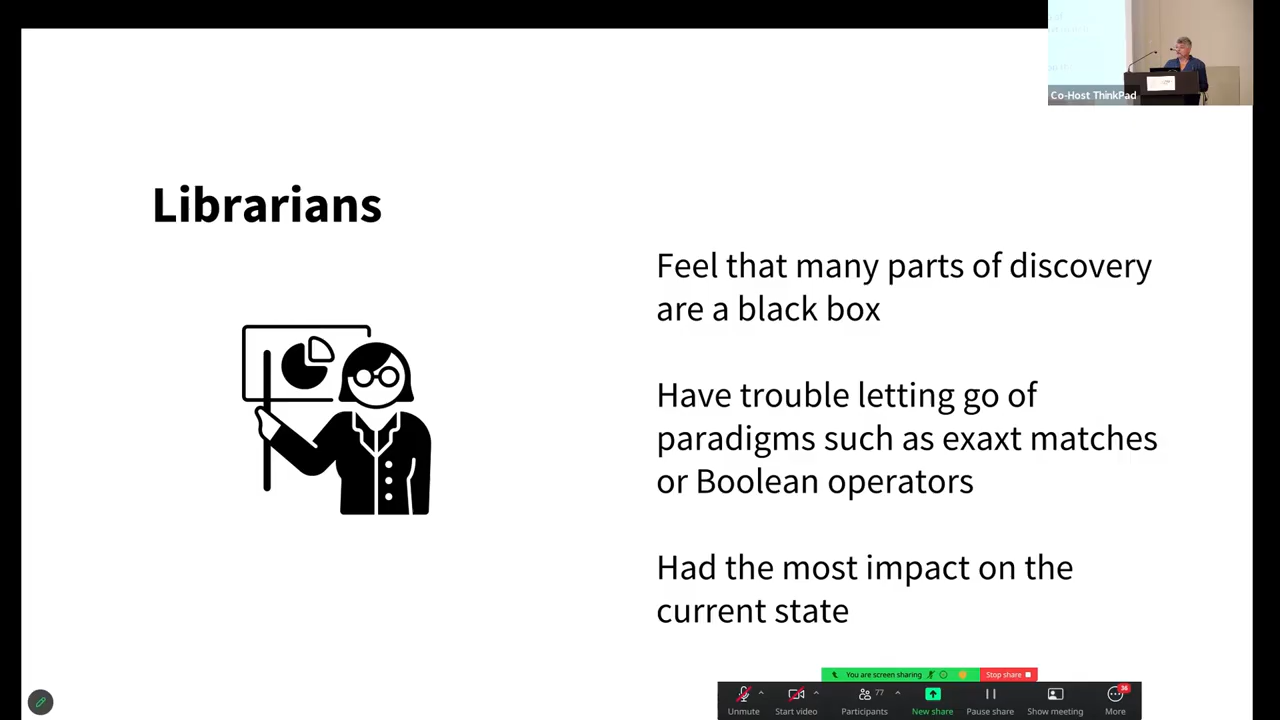 Co-Host ThinkPad
Librarians
Feel that many parts of discovery
are a black box
Have trouble letting go of
paradigms such as exaxt matches
or Boolean operators
Had the most impact on the
current state
You are screen sharing
Stop share
Unmute
Start video
77
Participants
New share
Pause share
Show meeting
36
More